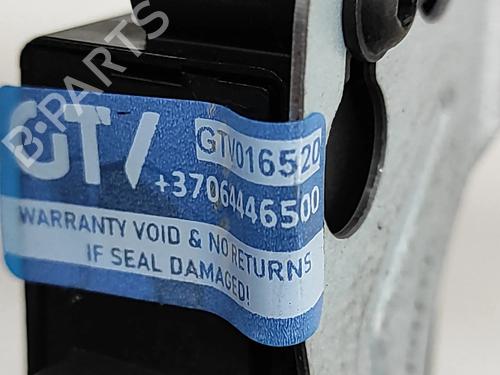 B-PARTS
GTV
GTV016520
+37064446500
WARRANTY VOID & NO RETURNS
IF SEAL DAMAGED!